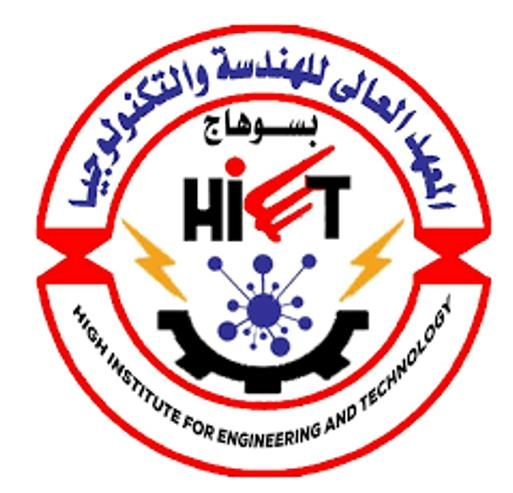 المعهد العالى للهندسة والتكنولوجيا
بسوهاج
HiET
HIGH INSTITUTE FOR ENGINEERING AND TECHNOLOGY